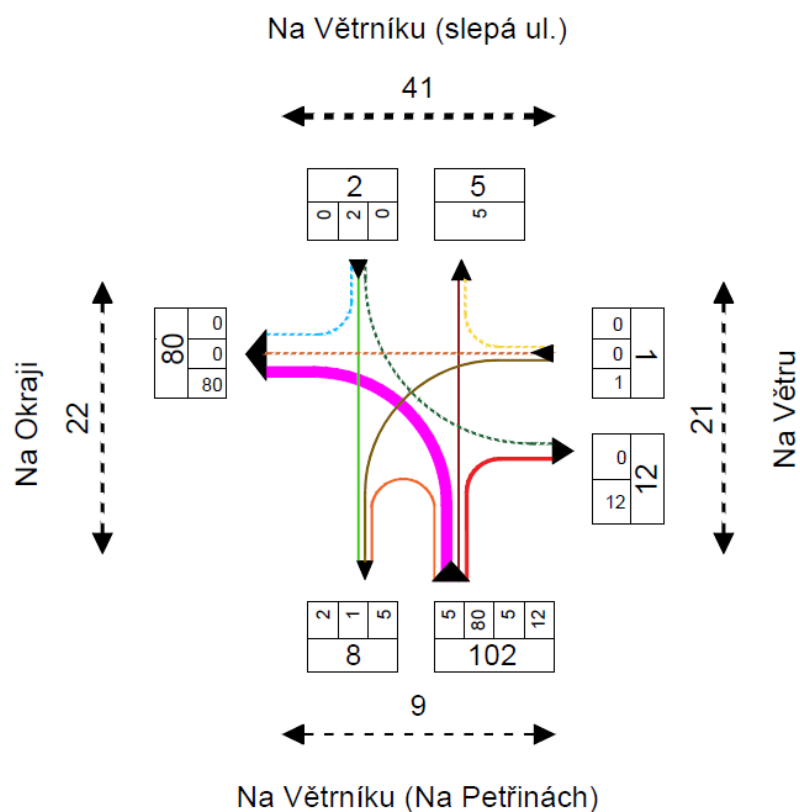 Na Větrníku (slepá ul.)
41
2
5
0 2 0
5
80
0
0
80
0
0
1
1
Na Okraji
22
21
Na Větru
0
12
12
2 1 5
5 80 5 12
8
102
9
Na Větrníku (Na Petřinách)